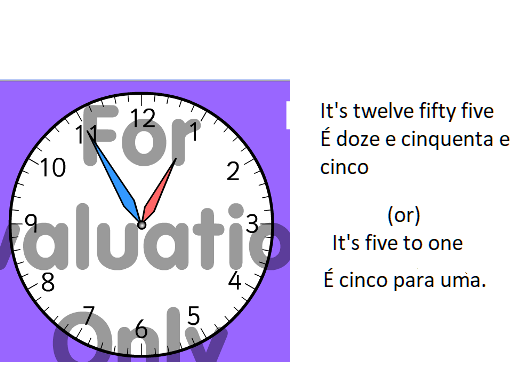 For
valuatio
Only
12
1
2
3
4
5
6
7
8
9
10
11
It's twelve fifty five
É doze e cinquenta e
cinco
(or)
It's five to one
É cinco para uma.